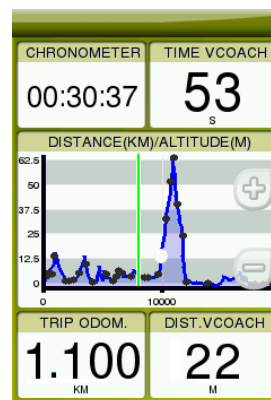 CHRONOMETER TIME VCOACH
00:30:37 53
S
DISTANCE(KM)/ALTITUDE(M)
62.5
50
37.5
25
12.5
0
0 10000
TRIP ODOM. DIST.VCOACH
1.100 22
KM M